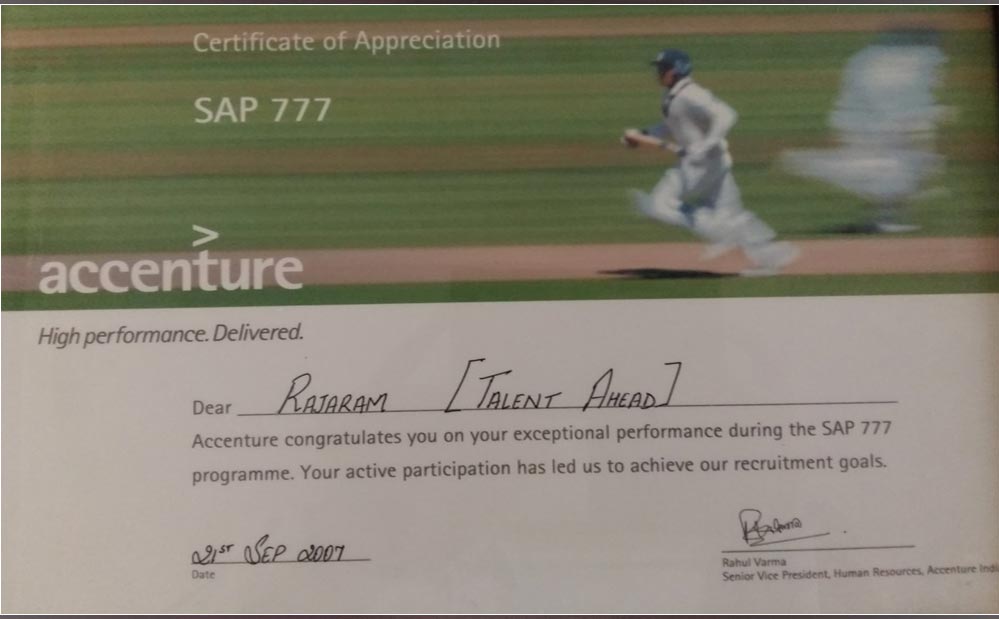 Certificate of Appreciation
SAP 777
>
accenture
High performance. Delivered.
Dear RAJARAM [TALENT AHEAD]
Accenture congratulates you on your exceptional performance during the SAP 777
programme. Your active participation has led us to achieve our recruitment goals.
21ST SEP 2007
Date
Rahul Varma
Senior Vice President, Human Resources, Accenture Indi